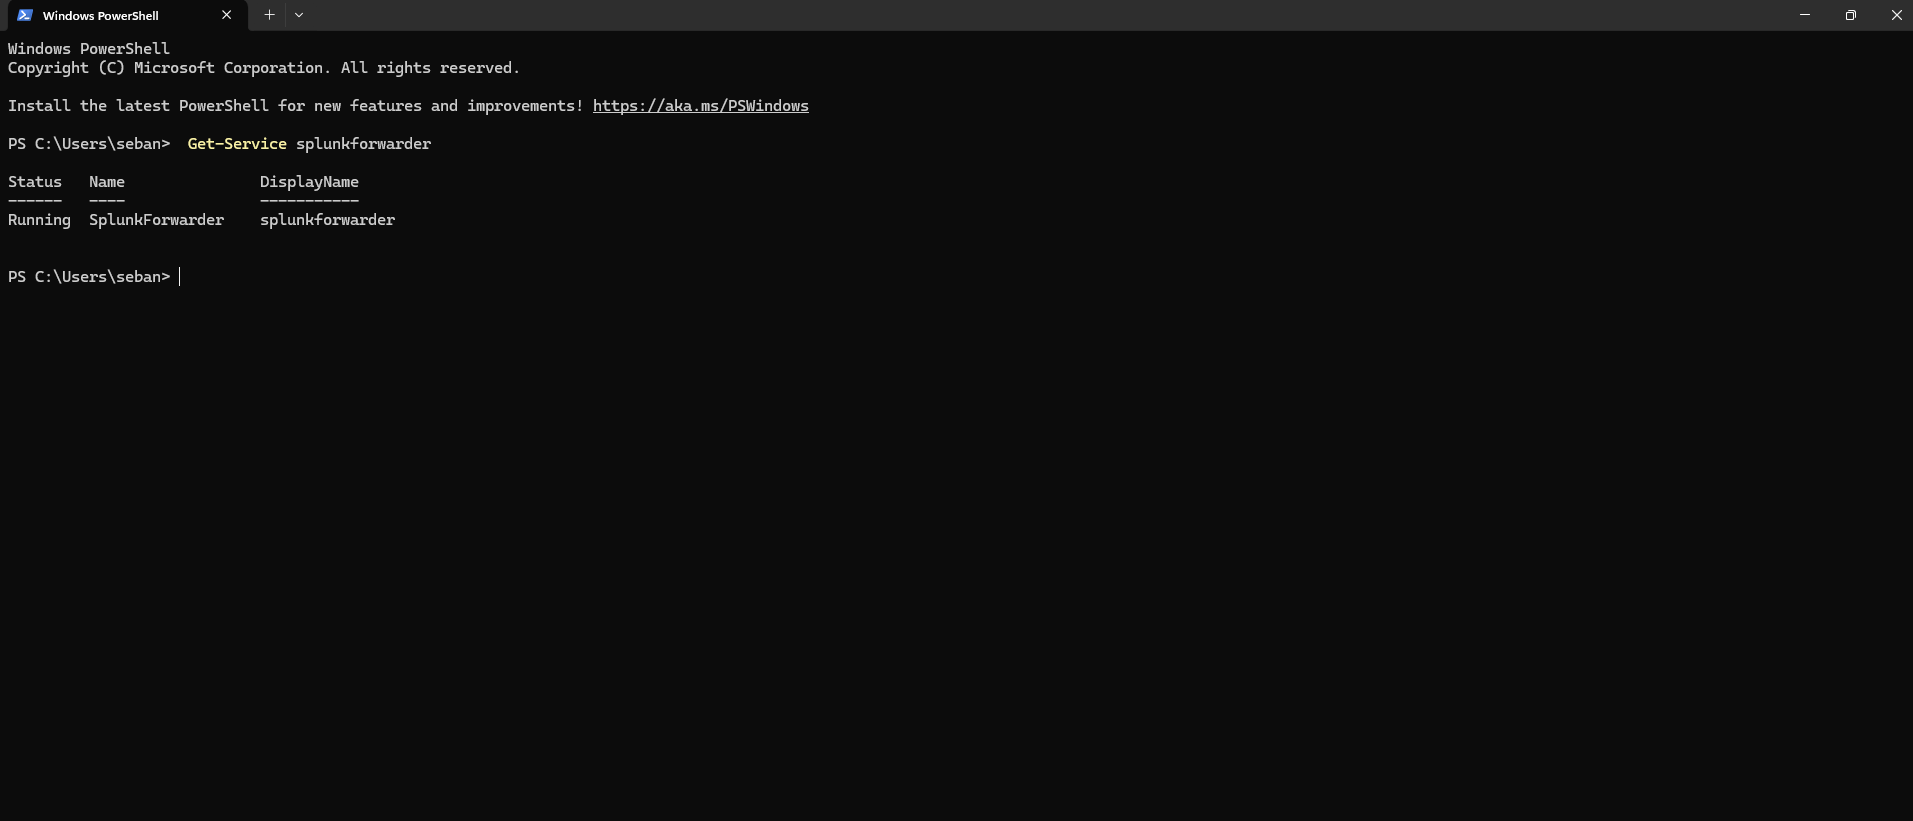 Windows PowerShell
Windows PowerShell
Copyright (C) Microsoft Corporation. All rights reserved.
Install the latest PowerShell for new features and improvements! https://aka.ms/PSWindows
PS C:\Users\seban>  Get-Service splunkforwarder
Status   Name               DisplayName
------   ----               -----------
Running  SplunkForwarder    splunkforwarder
PS C:\Users\seban>